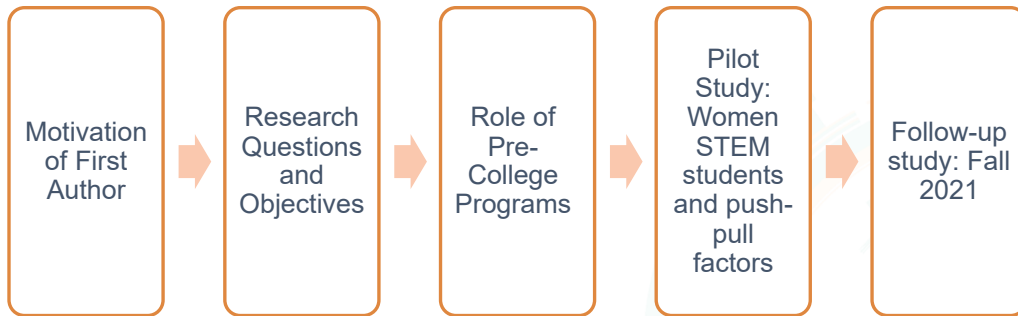 Motivation
of First
Author
Research
Questions
and
Objectives
Role of
Pre-
College
Programs
Pilot
Study:
Women
STEM
students
and push-
pull
factors
Follow-up
study: Fall
2021